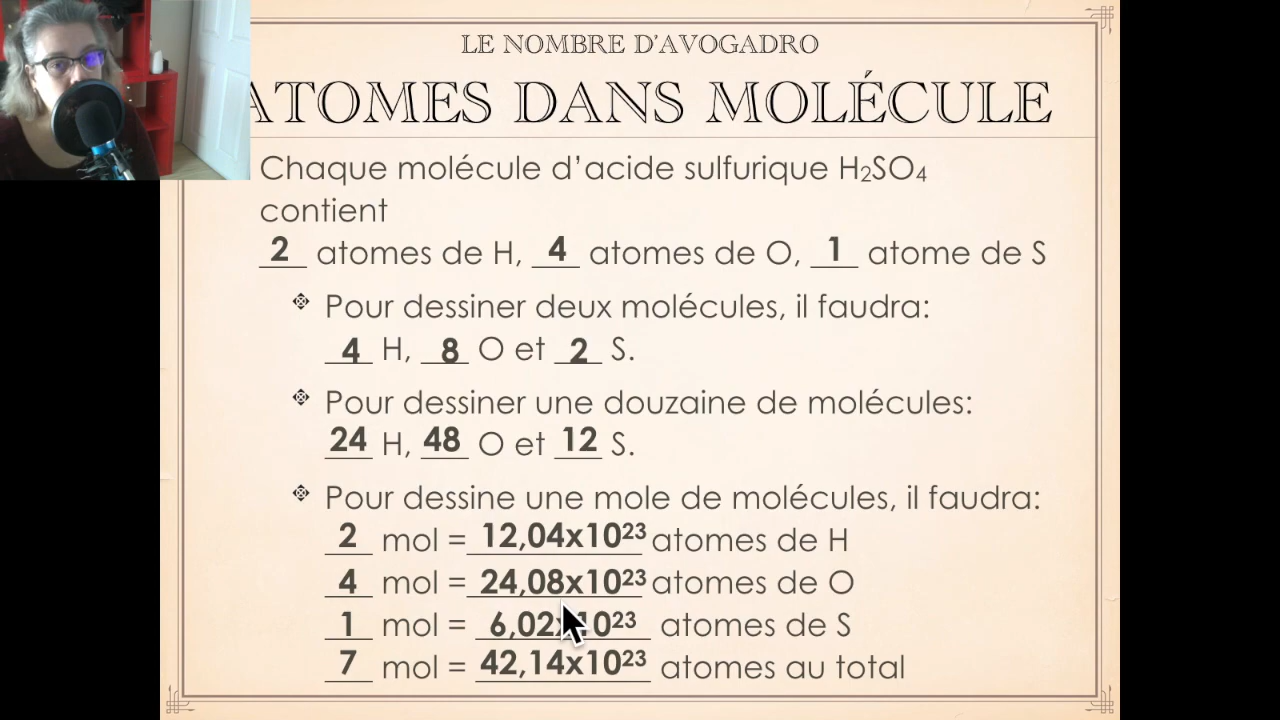 LE NOMBRE D'AVOGADRO
ATOMES DANS MOLÉCULE
Chaque molécule d'acide sulfurique H₂SO₄
contient
2 atomes de H, 4 atomes de O, 1 atome de S
Pour dessiner deux molécules, il faudra:
4 H, 8 O et 2 S.
Pour dessiner une douzaine de molécules:
24 H, 48 O et 12 S.
Pour dessine une mole de molécules, il faudra:
2 mol = 12,04x10²³ atomes de H
4 mol = 24,08x10²³ atomes de O
1 mol = 6,02x10²³ atomes de S
7 mol = 42,14x10²³ atomes au total